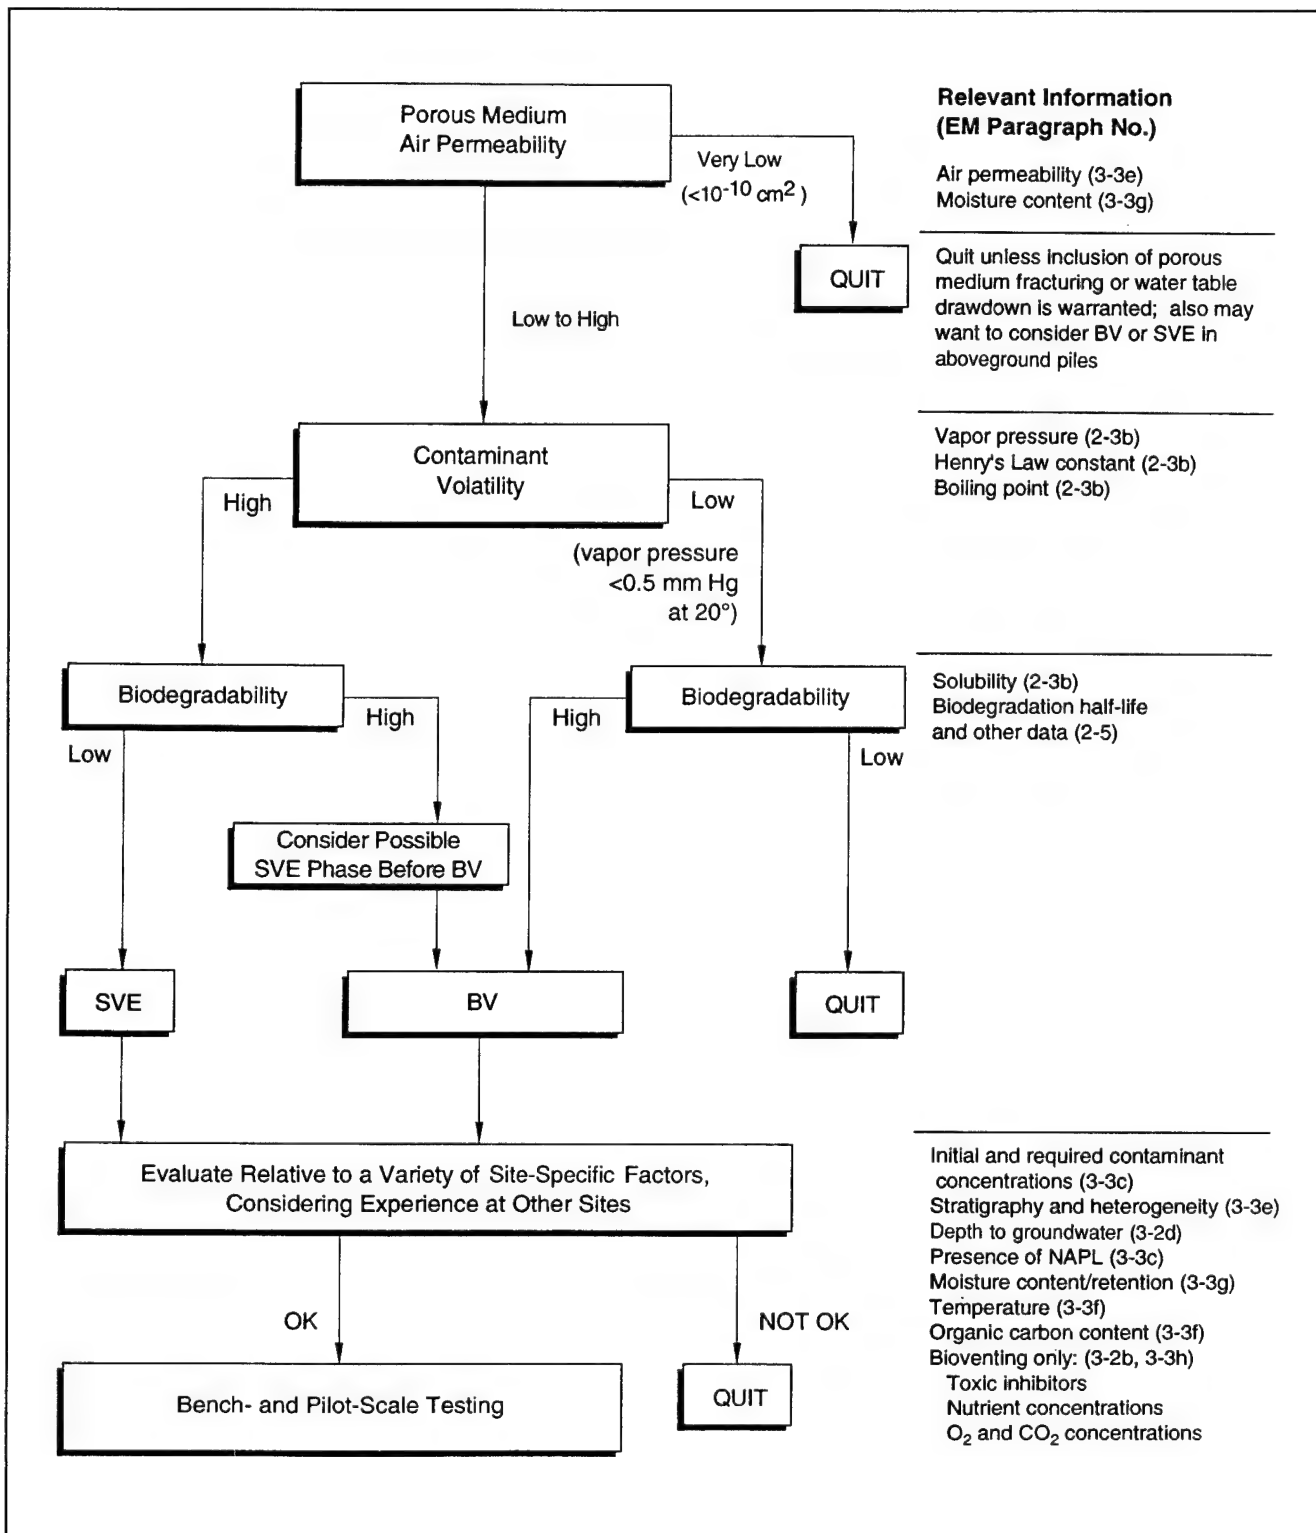 Porous Medium
Air Permeability
Very Low
(<10⁻¹⁰ cm²)
QUIT
Low to High
Contaminant
Volatility
High
Low
(vapor pressure
<0.5 mm Hg
at 20°)
Biodegradability
High
Low
Biodegradability
High
Low
Consider Possible
SVE Phase Before BV
SVE
BV
QUIT
Evaluate Relative to a Variety of Site-Specific Factors,
Considering Experience at Other Sites
OK
NOT OK
Bench- and Pilot-Scale Testing
QUIT
Relevant Information
(EM Paragraph No.)
Air permeability (3-3e)
Moisture content (3-3g)
Quit unless inclusion of porous
medium fracturing or water table
drawdown is warranted; also may
want to consider BV or SVE in
aboveground piles
Vapor pressure (2-3b)
Henry's Law constant (2-3b)
Boiling point (2-3b)
Solubility (2-3b)
Biodegradation half-life
and other data (2-5)
Initial and required contaminant
concentrations (3-3c)
Stratigraphy and heterogeneity (3-3e)
Depth to groundwater (3-2d)
Presence of NAPL (3-3c)
Moisture content/retention (3-3g)
Temperature (3-3f)
Organic carbon content (3-3f)
Bioventing only: (3-2b, 3-3h)
Toxic inhibitors
Nutrient concentrations
O₂ and CO₂ concentrations